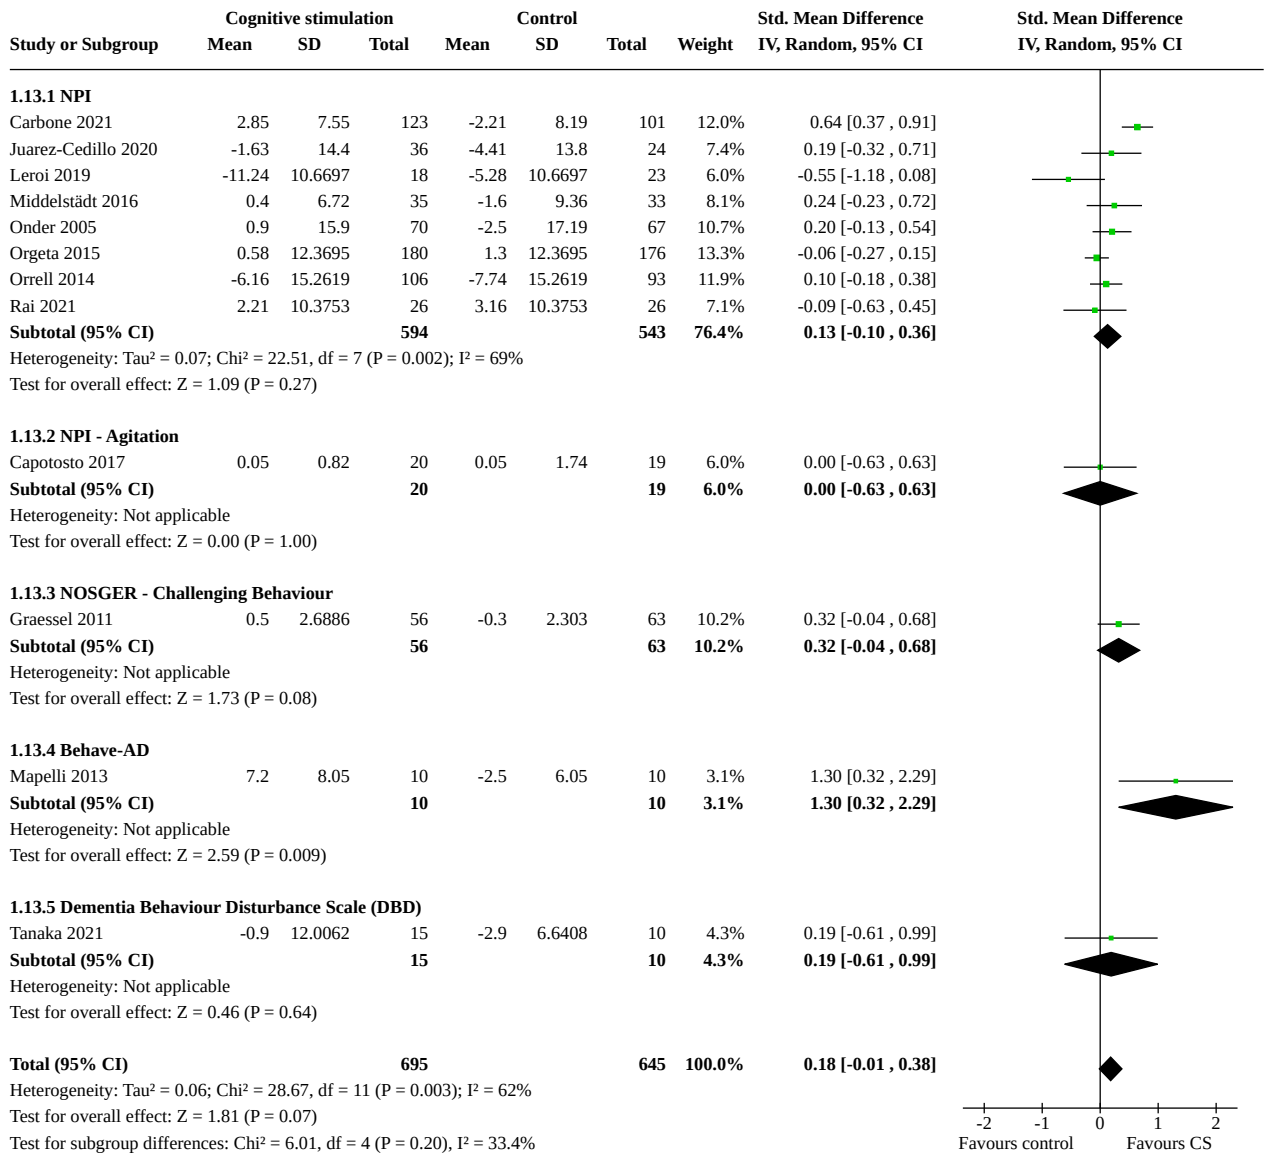 Cognitive stimulation Control Std. Mean Difference Std. Mean Difference
Study or Subgroup Mean SD Total Mean SD Total Weight IV, Random, 95% CI IV, Random, 95% CI
1.13.1 NPI
Carbone 2021 2.85 7.55 123 -2.21 8.19 101 12.0% 0.64 [0.37 , 0.91]
Juarez-Cedillo 2020 -1.63 14.4 36 -4.41 13.8 24 7.4% 0.19 [-0.32 , 0.71]
Leroi 2019 -11.24 10.6697 18 -5.28 10.6697 23 6.0% -0.55 [-1.18 , 0.08]
Middelstädt 2016 0.4 6.72 35 -1.6 9.36 33 8.1% 0.24 [-0.23 , 0.72]
Onder 2005 0.9 15.9 70 -2.5 17.19 67 10.7% 0.20 [-0.13 , 0.54]
Orgeta 2015 0.58 12.3695 180 1.3 12.3695 176 13.3% -0.06 [-0.27 , 0.15]
Orrell 2014 -6.16 15.2619 106 -7.74 15.2619 93 11.9% 0.10 [-0.18 , 0.38]
Rai 2021 2.21 10.3753 26 3.16 10.3753 26 7.1% -0.09 [-0.63 , 0.45]
Subtotal (95% CI) 594 543 76.4% 0.13 [-0.10 , 0.36]
Heterogeneity: Tau² = 0.07; Chi² = 22.51, df = 7 (P = 0.002); I² = 69%
Test for overall effect: Z = 1.09 (P = 0.27)
1.13.2 NPI - Agitation
Capotosto 2017 0.05 0.82 20 0.05 1.74 19 6.0% 0.00 [-0.63 , 0.63]
Subtotal (95% CI) 20 19 6.0% 0.00 [-0.63 , 0.63]
Heterogeneity: Not applicable
Test for overall effect: Z = 0.00 (P = 1.00)
1.13.3 NOSGER - Challenging Behaviour
Graessel 2011 0.5 2.6886 56 -0.3 2.303 63 10.2% 0.32 [-0.04 , 0.68]
Subtotal (95% CI) 56 63 10.2% 0.32 [-0.04 , 0.68]
Heterogeneity: Not applicable
Test for overall effect: Z = 1.73 (P = 0.08)
1.13.4 Behave-AD
Mapelli 2013 7.2 8.05 10 -2.5 6.05 10 3.1% 1.30 [0.32 , 2.29]
Subtotal (95% CI) 10 10 3.1% 1.30 [0.32 , 2.29]
Heterogeneity: Not applicable
Test for overall effect: Z = 2.59 (P = 0.009)
1.13.5 Dementia Behaviour Disturbance Scale (DBD)
Tanaka 2021 -0.9 12.0062 15 -2.9 6.6408 10 4.3% 0.19 [-0.61 , 0.99]
Subtotal (95% CI) 15 10 4.3% 0.19 [-0.61 , 0.99]
Heterogeneity: Not applicable
Test for overall effect: Z = 0.46 (P = 0.64)
Total (95% CI) 695 645 100.0% 0.18 [-0.01 , 0.38]
Heterogeneity: Tau² = 0.06; Chi² = 28.67, df = 11 (P = 0.003); I² = 62%
Test for overall effect: Z = 1.81 (P = 0.07)
Test for subgroup differences: Chi² = 6.01, df = 4 (P = 0.20), I² = 33.4%
-2 -1 0 1 2
Favours control Favours CS